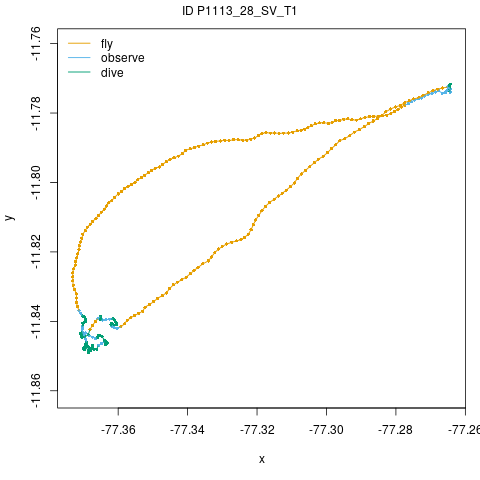 ID P1113_28_SV_T1
fly
observe
dive
y
-11.76
-11.78
-11.80
-11.82
-11.84
-11.86
-77.36
-77.34
-77.32
-77.30
-77.28
-77.26
x